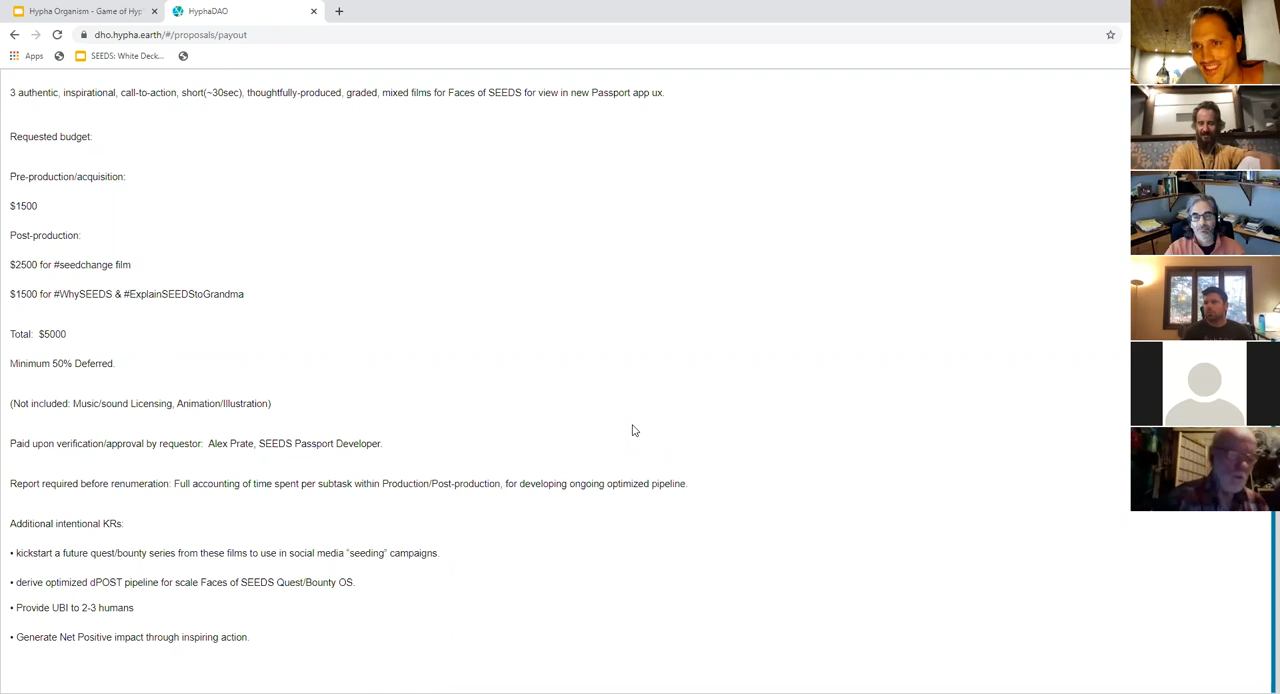 Hypha Organism - Game of Hyp
HyphaDAO
dho.hypha.earth/#/proposals/payout
Apps
SEEDS: White Deck...
3 authentic, inspirational, call-to-action, short(~30sec), thoughtfully-produced, graded, mixed films for Faces of SEEDS for view in new Passport app ux.
Requested budget:
Pre-production/acquisition:
$1500
Post-production:
$2500 for #seedchange film
$1500 for #WhySEEDS & #ExplainSEEDStoGrandma
Total: $5000
Minimum 50% Deferred.
(Not included: Music/sound Licensing, Animation/Illustration)
Paid upon verification/approval by requestor: Alex Prate, SEEDS Passport Developer.
Report required before renumeration: Full accounting of time spent per subtask within Production/Post-production, for developing ongoing optimized pipeline.
Additional intentional KRs:
• kickstart a future quest/bounty series from these films to use in social media “seeding” campaigns.
• derive optimized dPOST pipeline for scale Faces of SEEDS Quest/Bounty OS.
• Provide UBI to 2-3 humans
• Generate Net Positive impact through inspiring action.